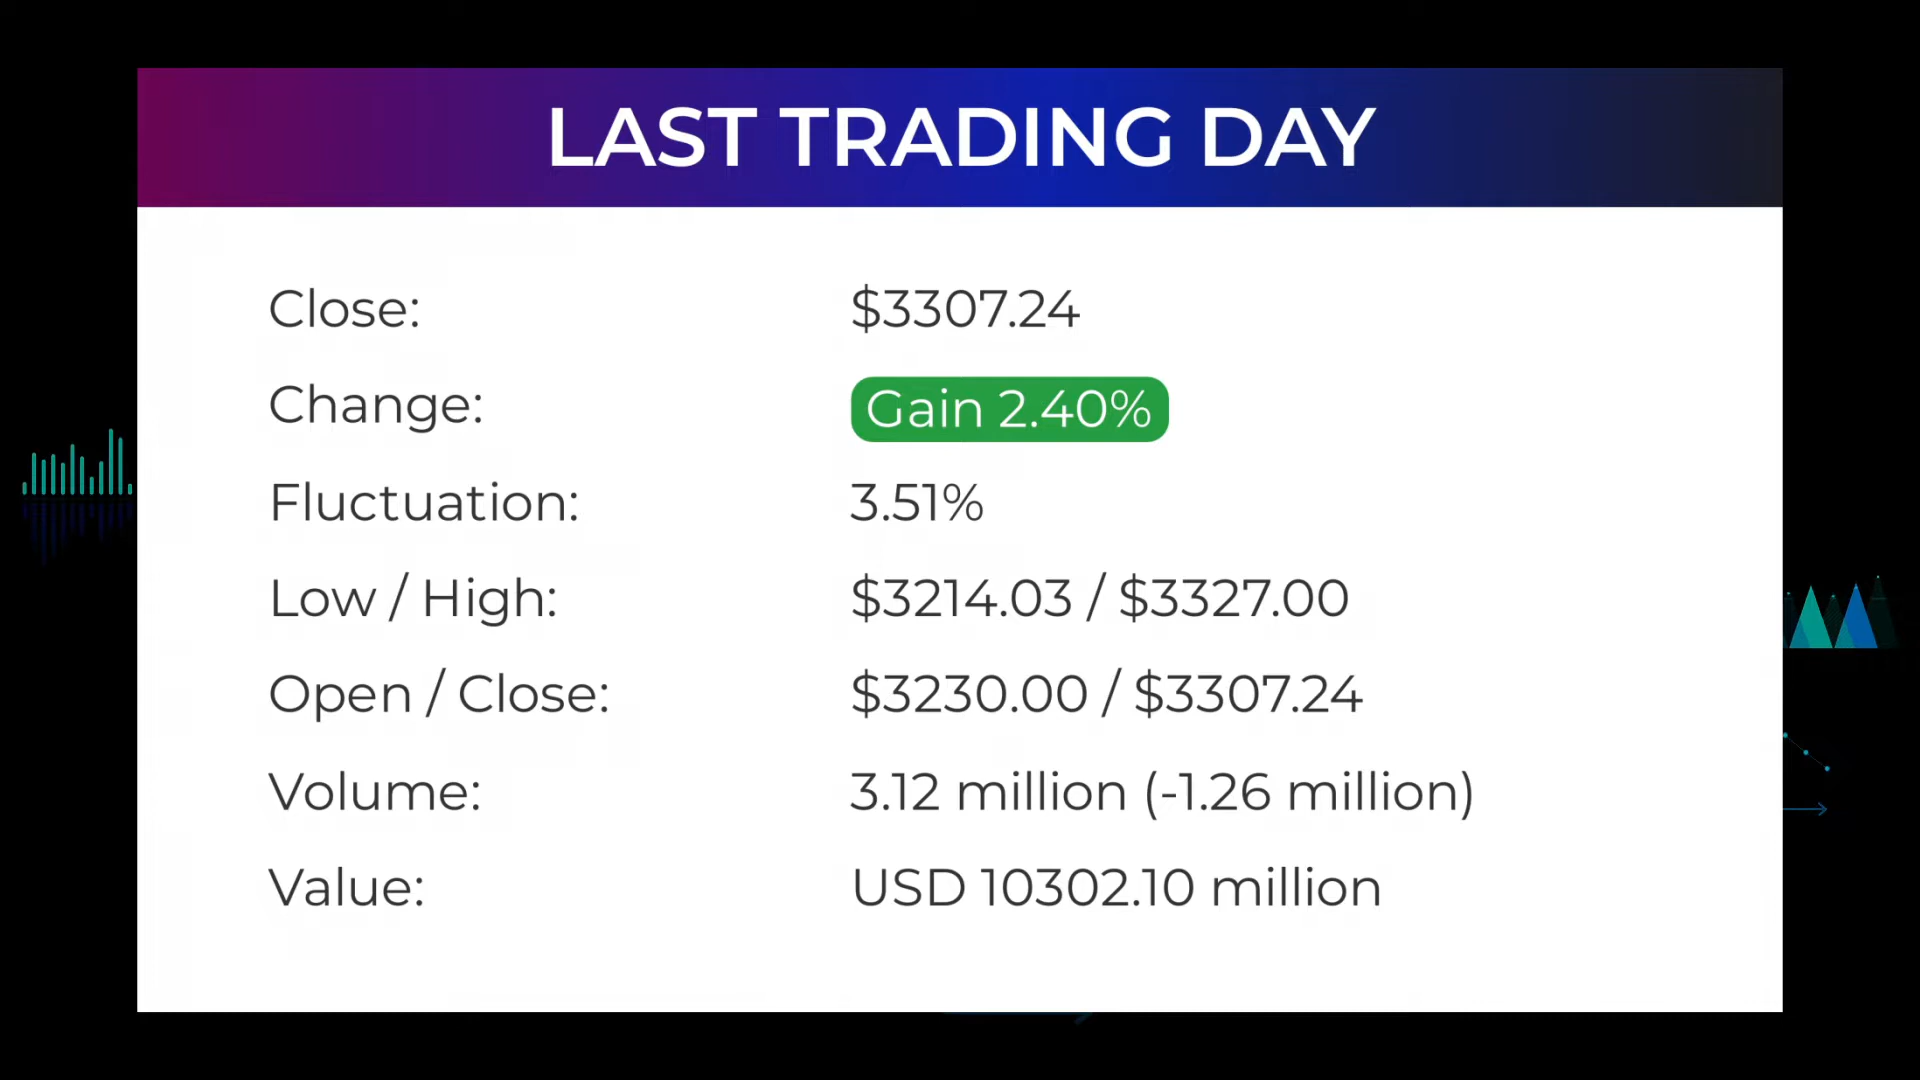 LAST TRADING DAY
Close: $3307.24
Change: Gain 2.40%
Fluctuation: 3.51%
Low / High: $3214.03 / $3327.00
Open / Close: $3230.00 / $3307.24
Volume: 3.12 million (-1.26 million)
Value: USD 10302.10 million